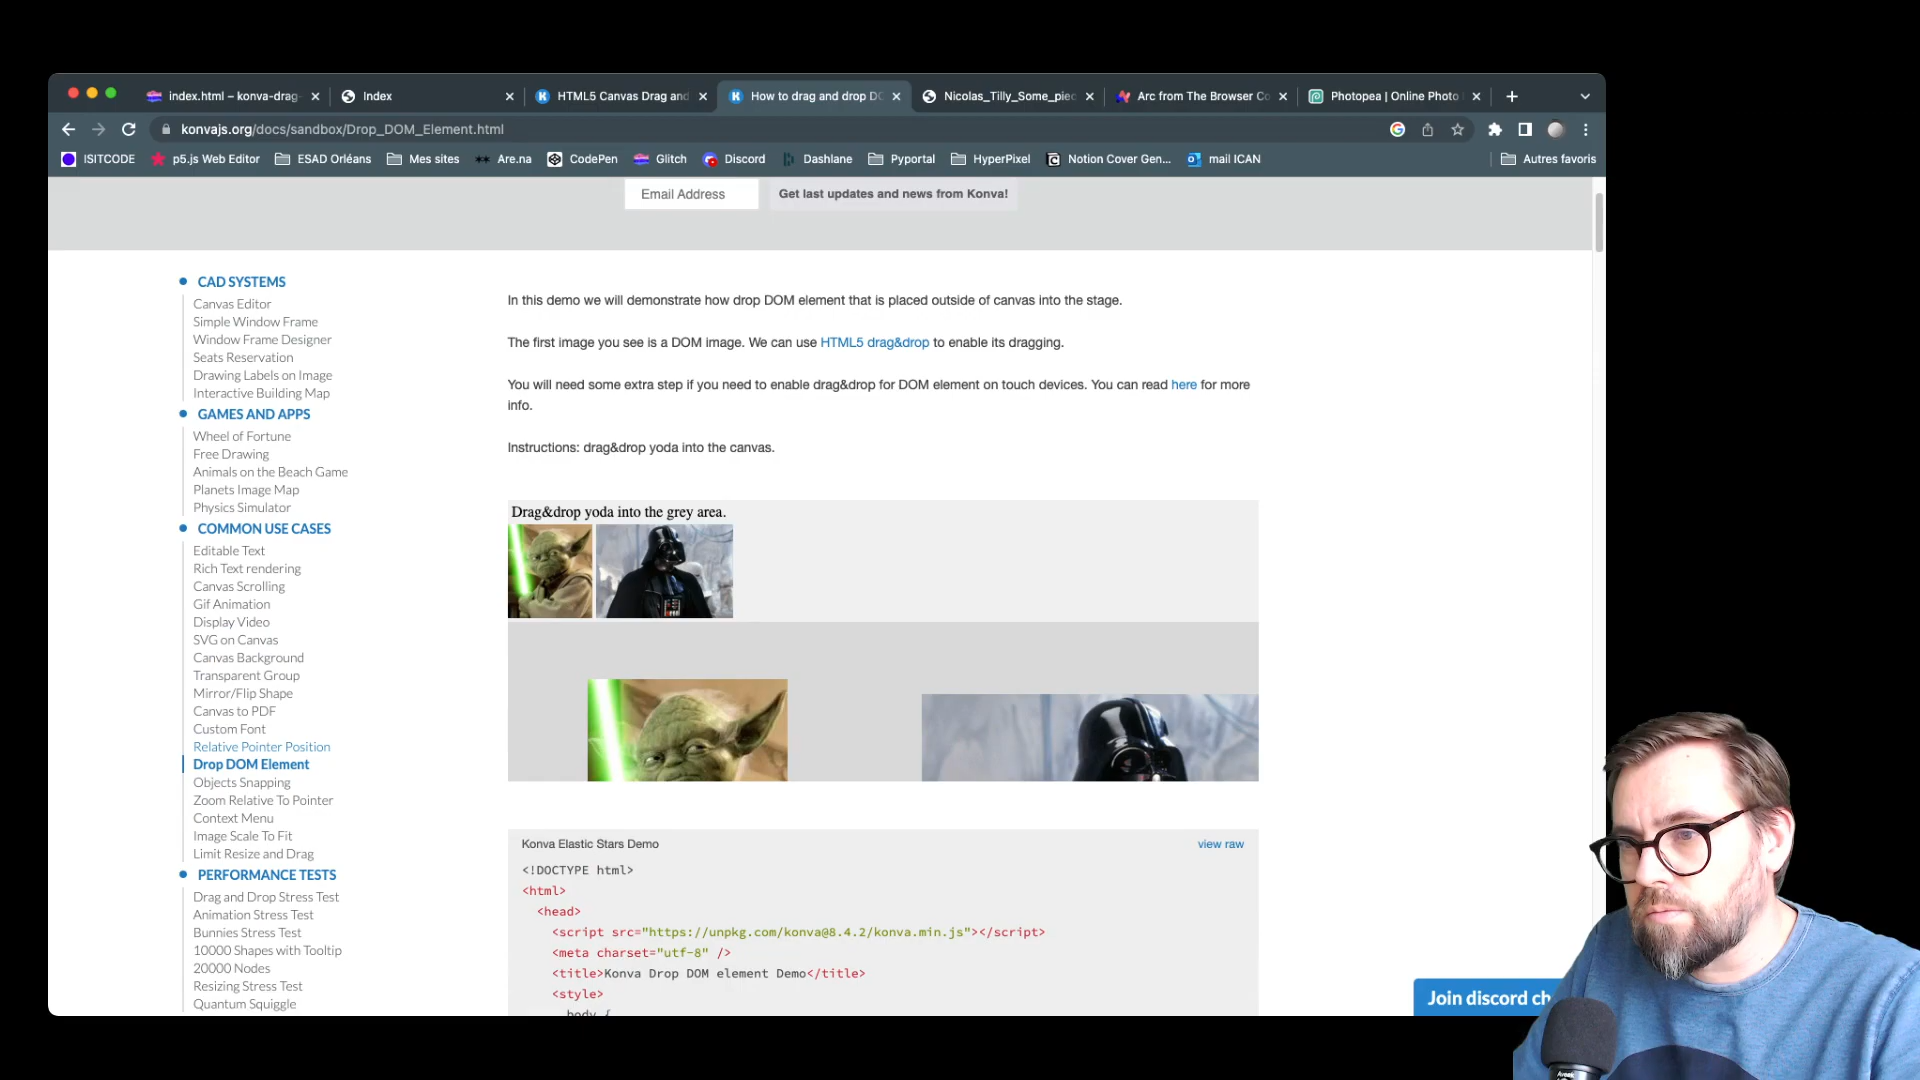 index.html – konva-drag-
Index
HTML5 Canvas Drag and
How to drag and drop DO
Nicolas_Tilly_Some_piec
Arc from The Browser Co
Photopea | Online Photo
konvajs.org/docs/sandbox/Drop_DOM_Element.html
ISITCODE
p5.js Web Editor
ESAD Orléans
Mes sites
Are.na
CodePen
Glitch
Discord
Dashlane
Pyportal
HyperPixel
Notion Cover Gen...
mail ICAN
Autres favoris
Email Address
Get last updates and news from Konva!
CAD SYSTEMS
Canvas Editor
Simple Window Frame
Window Frame Designer
Seats Reservation
Drawing Labels on Image
Interactive Building Map
GAMES AND APPS
Wheel of Fortune
Free Drawing
Animals on the Beach Game
Planets Image Map
Physics Simulator
COMMON USE CASES
Editable Text
Rich Text rendering
Canvas Scrolling
Gif Animation
Display Video
SVG on Canvas
Canvas Background
Transparent Group
Mirror/Flip Shape
Canvas to PDF
Custom Font
Relative Pointer Position
Drop DOM Element
Objects Snapping
Zoom Relative To Pointer
Context Menu
Image Scale To Fit
Limit Resize and Drag
PERFORMANCE TESTS
Drag and Drop Stress Test
Animation Stress Test
Bunnies Stress Test
10000 Shapes with Tooltip
20000 Nodes
Resizing Stress Test
Quantum Squiggle
In this demo we will demonstrate how drop DOM element that is placed outside of canvas into the stage.
The first image you see is a DOM image. We can use HTML5 drag&drop to enable its dragging.
You will need some extra step if you need to enable drag&drop for DOM element on touch devices. You can read here for more
info.
Instructions: drag&drop yoda into the canvas.
Drag&drop yoda into the grey area.
Konva Elastic Stars Demo
view raw
<!DOCTYPE html>
<html>
<head>
<script src="https://unpkg.com/konva@8.4.2/konva.min.js"></script>
<meta charset="utf-8" />
<title>Konva Drop DOM element Demo</title>
<style>
body {
Join discord ch